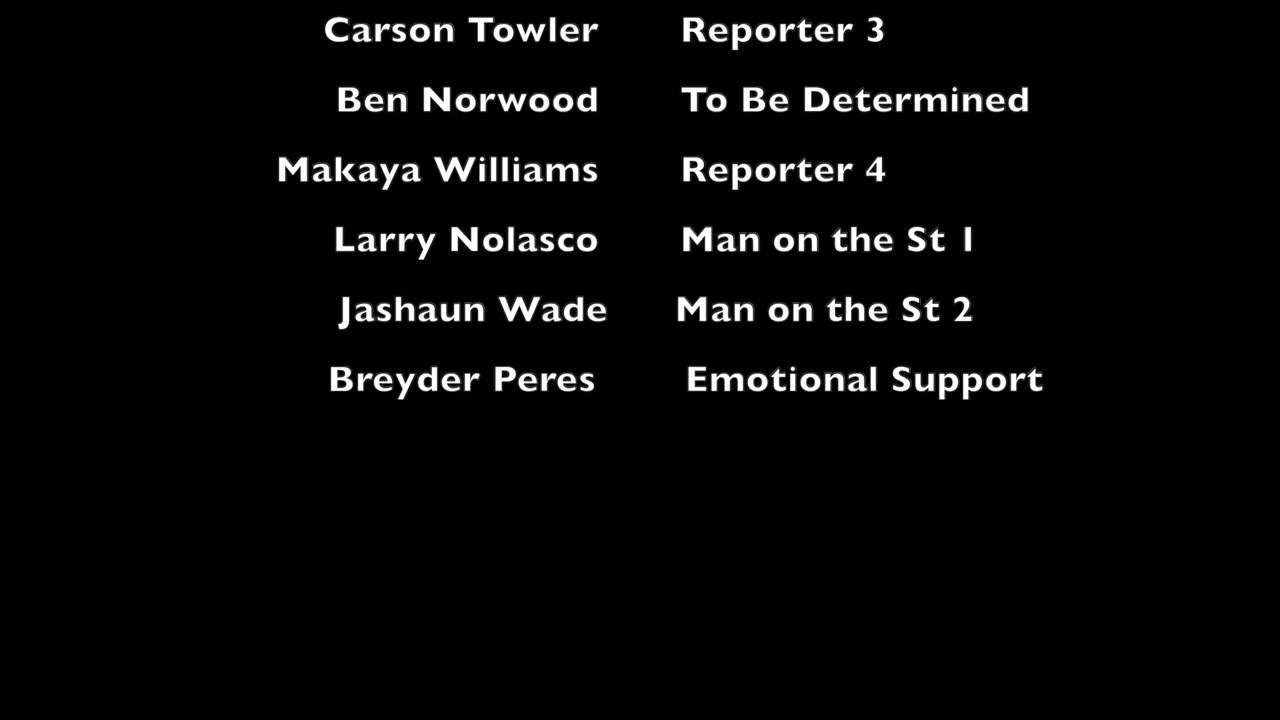 Carson Towler Reporter 3
Ben Norwood To Be Determined
Makaya Williams Reporter 4
Larry Nolasco Man on the St 1
Jashaun Wade Man on the St 2
Breyder Peres Emotional Support